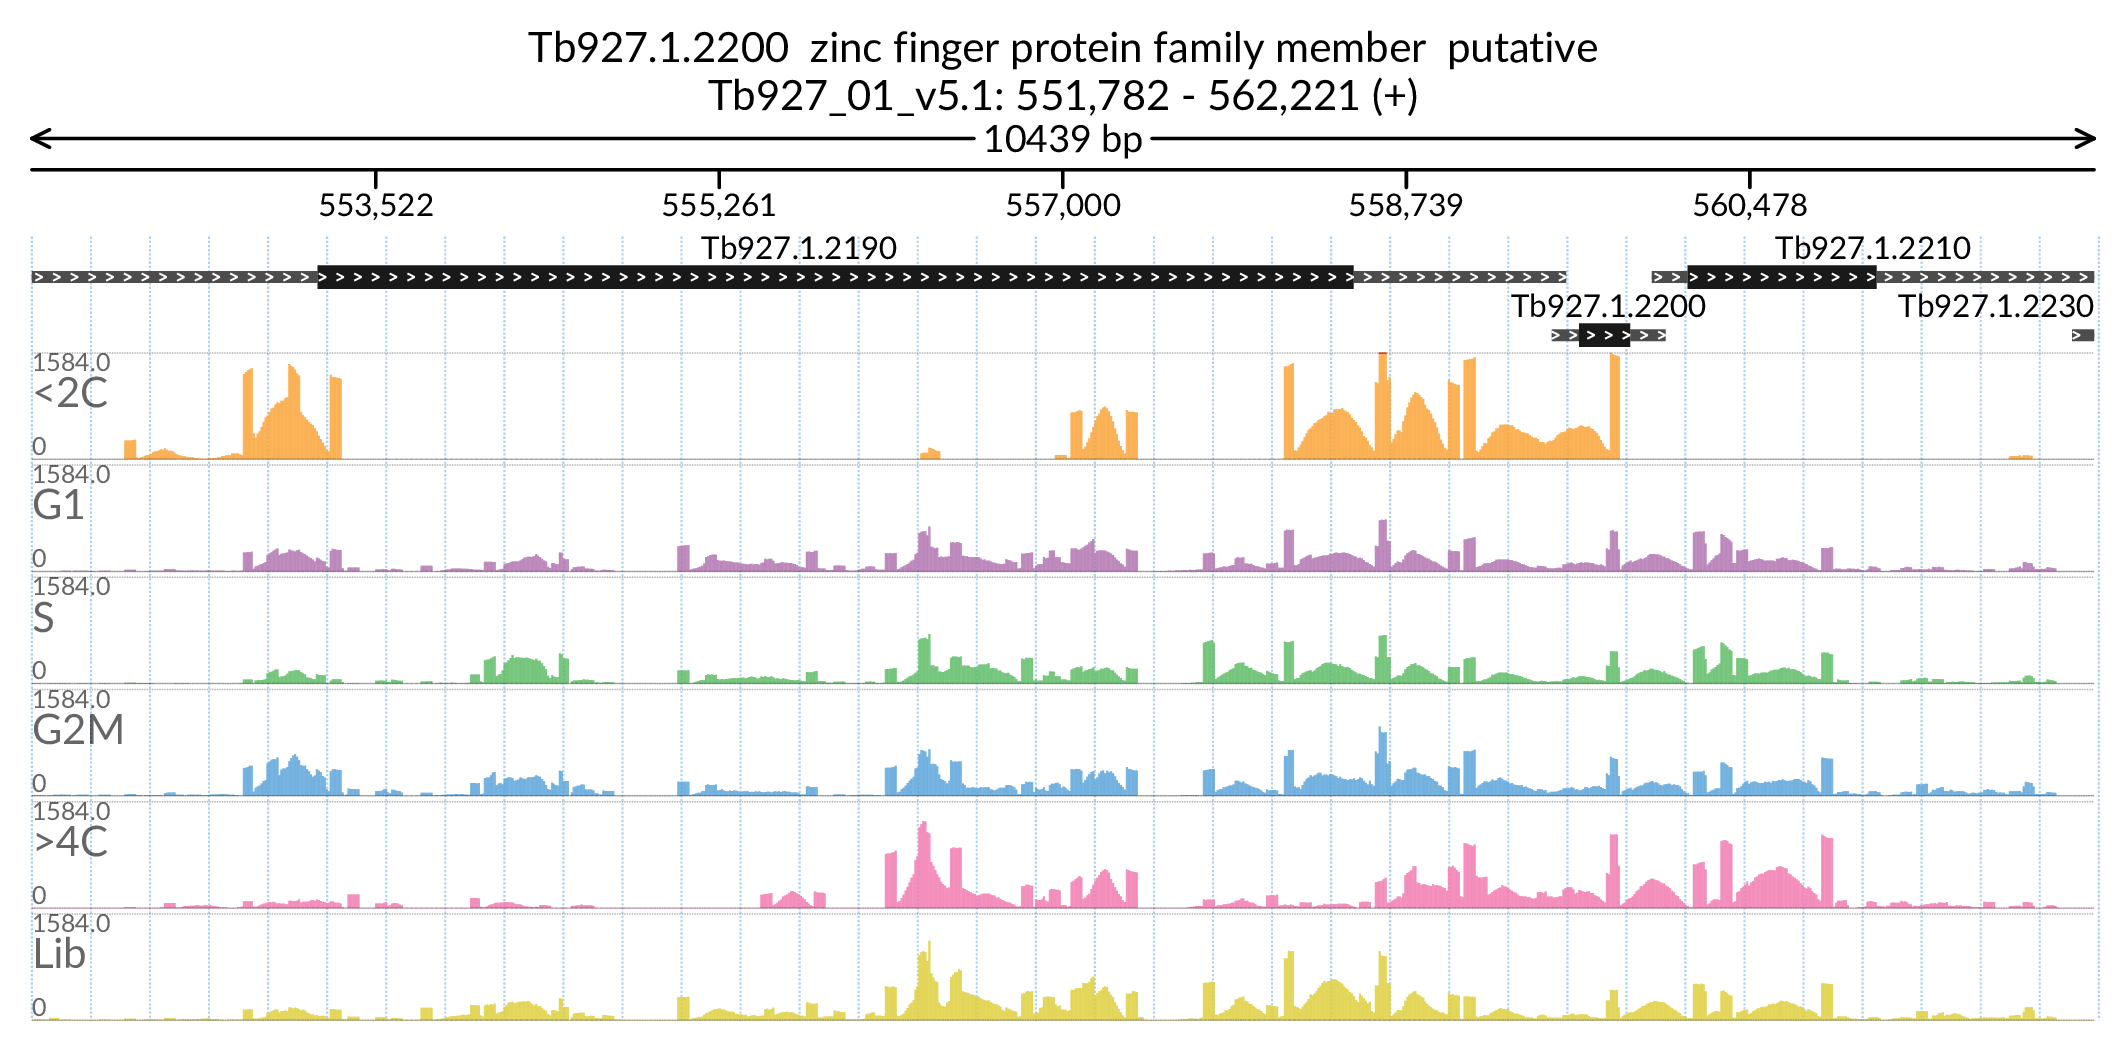 Tb927.1.2200  zinc finger protein family member  putative
Tb927_01_v5.1: 551,782 - 562,221 (+)
10439 bp
553,522 555,261 557,000 558,739 560,478
Tb927.1.2190 Tb927.1.2210
Tb927.1.2200 Tb927.1.2230
1584.0
<2C
0
1584.0
G1
0
1584.0
S
0
1584.0
G2M
0
1584.0
>4C
0
1584.0
Lib
0